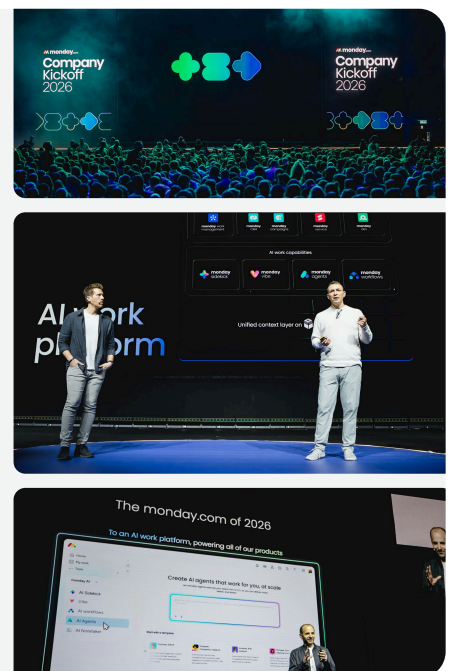 monday.com
Company
Kickoff
2026
monday.com
Company
Kickoff
2026
monday work
management
monday
CRM
monday
campaigns
monday
service
monday
dev
AI work capabilities
monday
sidekick
monday
vibe
monday
agents
monday
workflows
AI work
Unified context layer on
The monday.com of 2026
To an AI work platform, powering all of our products
Home
My work
monday AI
AI Sidekick
Vibe
AI workflows
AI Agents
AI Notetaker
Create AI agents that work for you, at scale
Start with a template